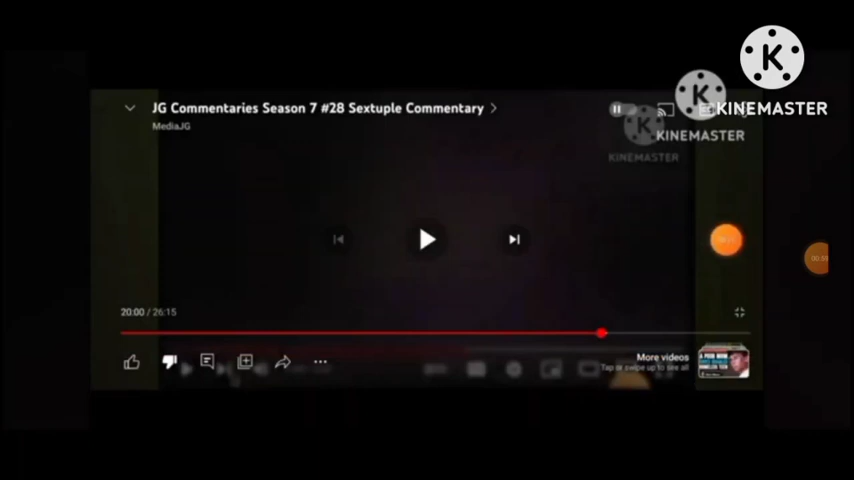 JG Commentaries Season 7 #28 Sextuple Commentary
MediaJG
KINEMASTER
KINEMASTER
KINEMASTER
20:00 / 26:15
More videos
Tap or swipe up to see all